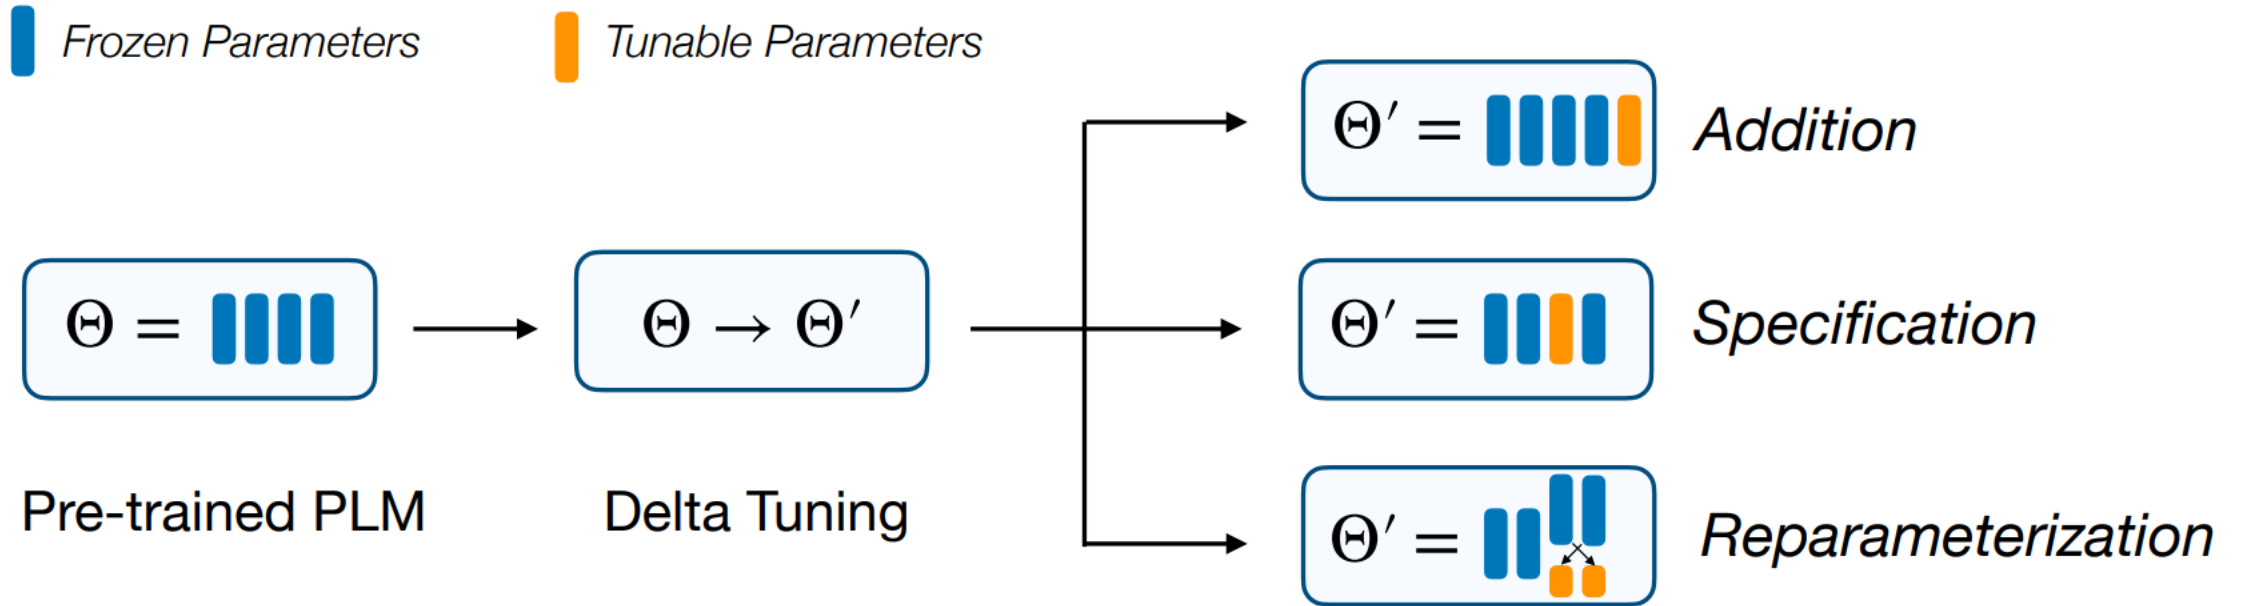 Frozen Parameters
Tunable Parameters
Θ′ =
Addition
Θ =
Θ → Θ′
Θ′ =
Specification
Pre-trained PLM
Delta Tuning
Θ′ =
Reparameterization